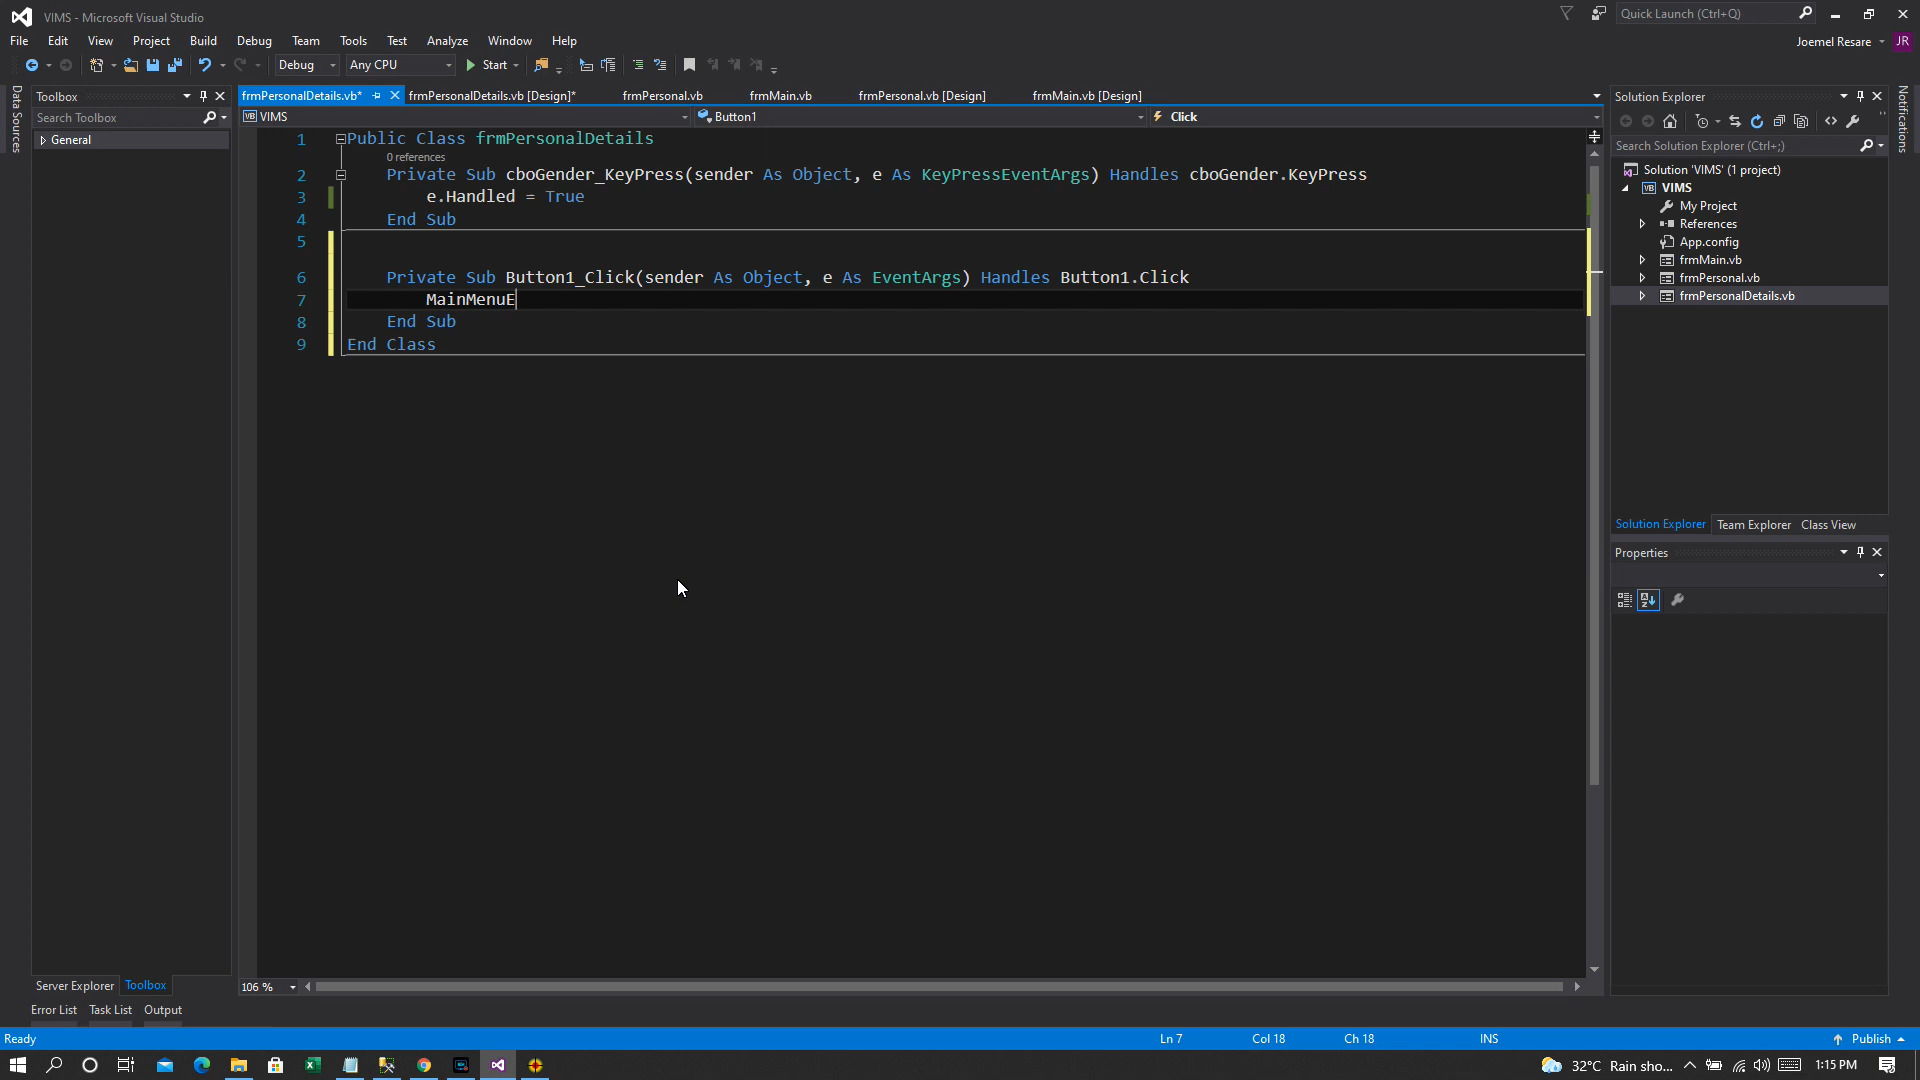 VIMS - Microsoft Visual Studio
Quick Launch (Ctrl+Q)
File Edit View Project Build Debug Team Tools Test Analyze Window Help
Joemel Resare JR
Debug Any CPU Start
Data Sources
Toolbox
Search Toolbox
General
frmPersonalDetails.vb* frmPersonalDetails.vb [Design]* frmPersonal.vb frmMain.vb frmPersonal.vb [Design] frmMain.vb [Design]
VB VIMS Button1 Click
1 Public Class frmPersonalDetails
0 references
2 Private Sub cboGender_KeyPress(sender As Object, e As KeyPressEventArgs) Handles cboGender.KeyPress
3 e.Handled = True
4 End Sub
5
6 Private Sub Button1_Click(sender As Object, e As EventArgs) Handles Button1.Click
7 MainMenuE
8 End Sub
9 End Class
Solution Explorer
Search Solution Explorer (Ctrl+;)
Solution 'VIMS' (1 project)
VB VIMS
My Project
References
App.config
frmMain.vb
frmPersonal.vb
frmPersonalDetails.vb
Solution Explorer Team Explorer Class View
Properties
Notifications
106 %
Server Explorer Toolbox
Error List Task List Output
Ready Ln 7 Col 18 Ch 18 INS Publish
32°C Rain sho... 1:15 PM